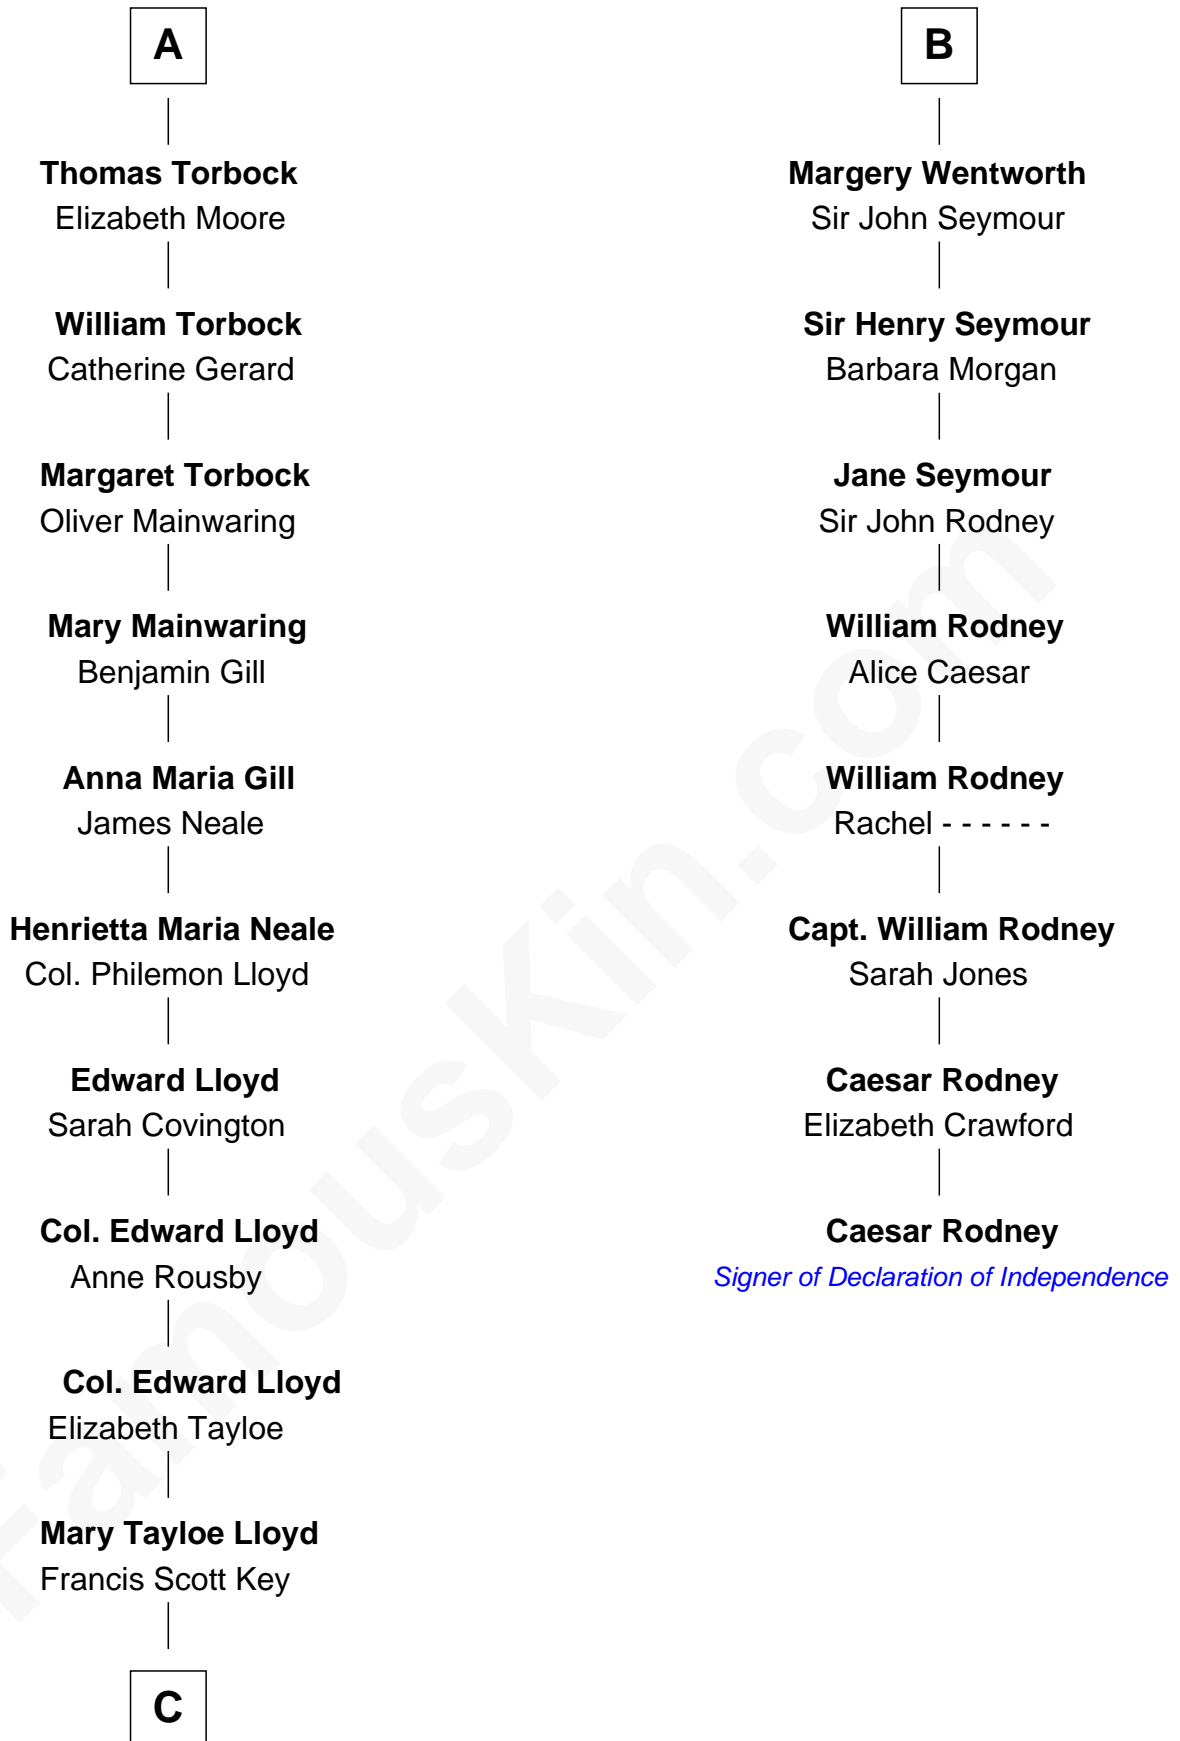 A
Thomas Torbock
Elizabeth Moore
William Torbock
Catherine Gerard
Margaret Torbock
Oliver Mainwaring
Mary Mainwaring
Benjamin Gill
Anna Maria Gill
James Neale
Henrietta Maria Neale
Col. Philemon Lloyd
Edward Lloyd
Sarah Covington
Col. Edward Lloyd
Anne Rousby
Col. Edward Lloyd
Elizabeth Tayloe
Mary Tayloe Lloyd
Francis Scott Key
C
B
Margery Wentworth
Sir John Seymour
Sir Henry Seymour
Barbara Morgan
Jane Seymour
Sir John Rodney
William Rodney
Alice Caesar
William Rodney
Rachel - - - - - -
Capt. William Rodney
Sarah Jones
Caesar Rodney
Elizabeth Crawford
Caesar Rodney
Signer of Declaration of Independence
FamousKin.com